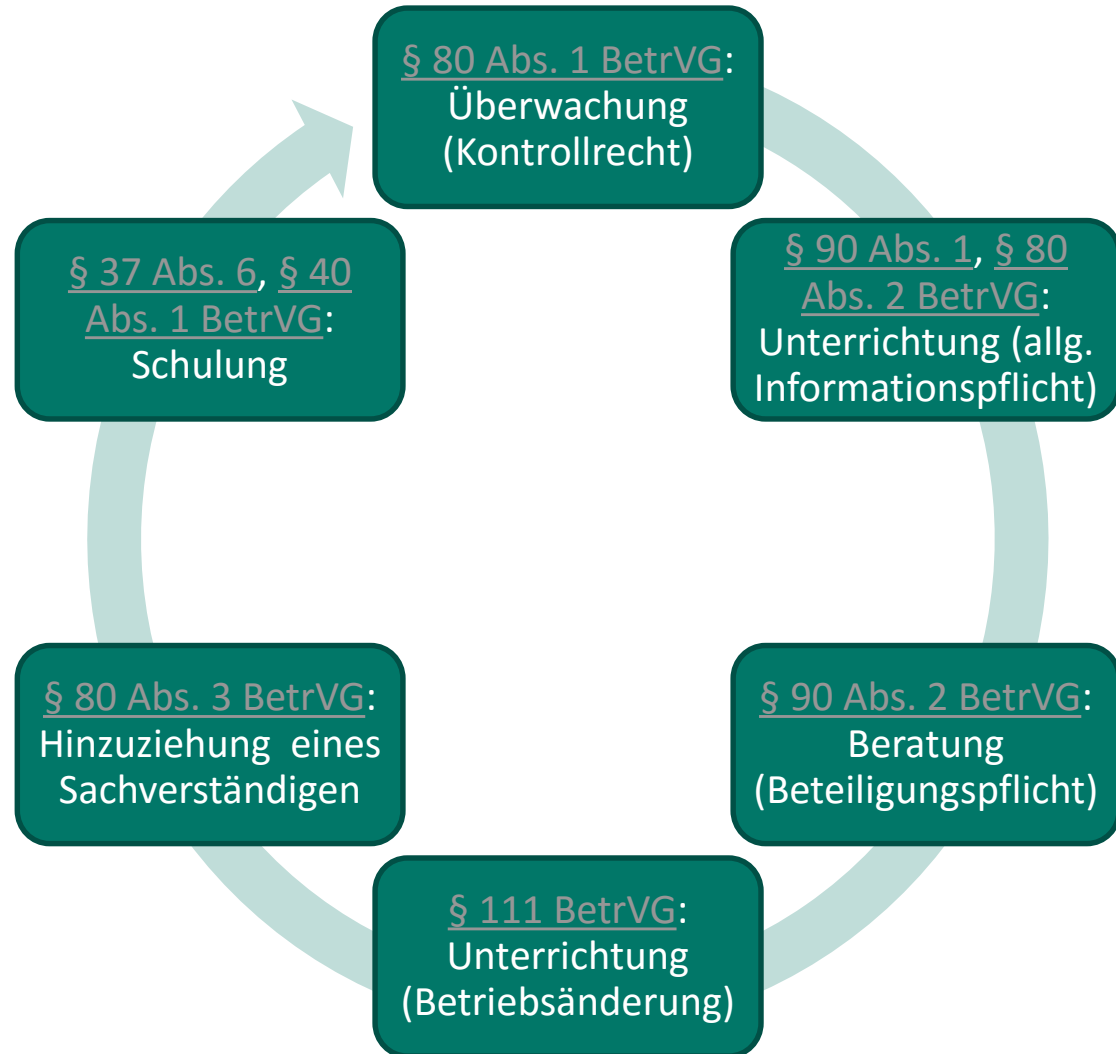 § 80 Abs. 1 BetrVG:
Überwachung
(Kontrollrecht)
§ 90 Abs. 1, § 80
Abs. 2 BetrVG:
Unterrichtung (allg.
Informationspflicht)
§ 90 Abs. 2 BetrVG:
Beratung
(Beteiligungspflicht)
§ 111 BetrVG:
Unterrichtung
(Betriebsänderung)
§ 80 Abs. 3 BetrVG:
Hinzuziehung eines
Sachverständigen
§ 37 Abs. 6, § 40
Abs. 1 BetrVG:
Schulung